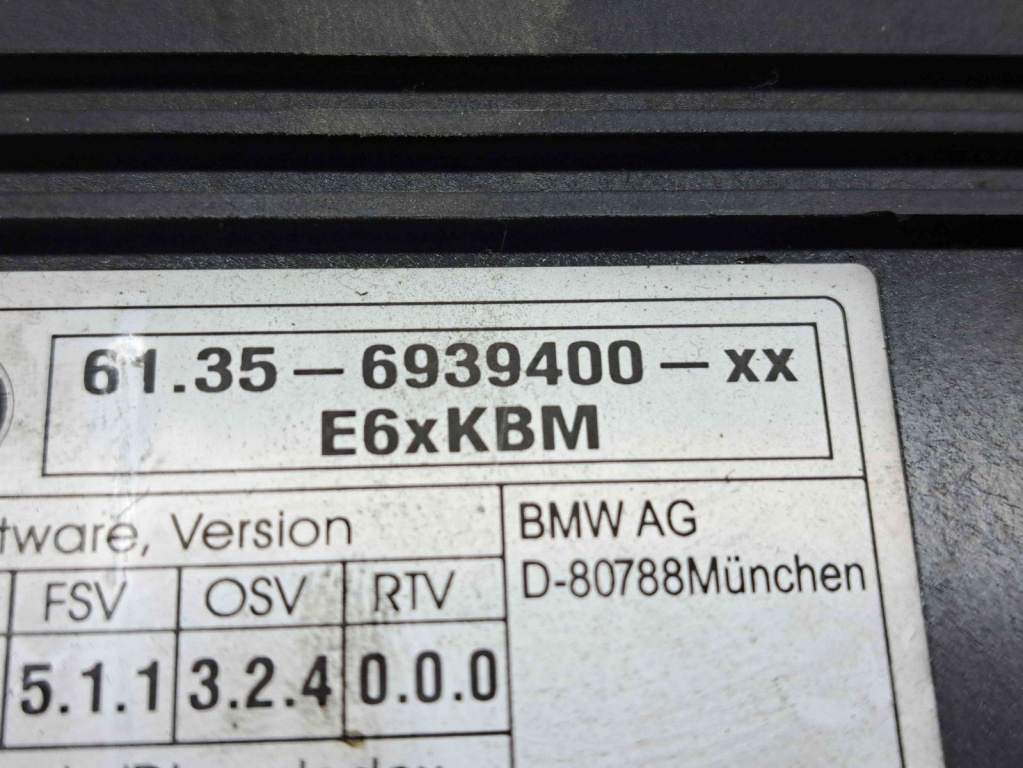 61.35-6939400-xx
E6xKBM
tware, Version
BMW AG
D-80788München
FSV OSV RTV
5.1.1 3.2.4 0.0.0